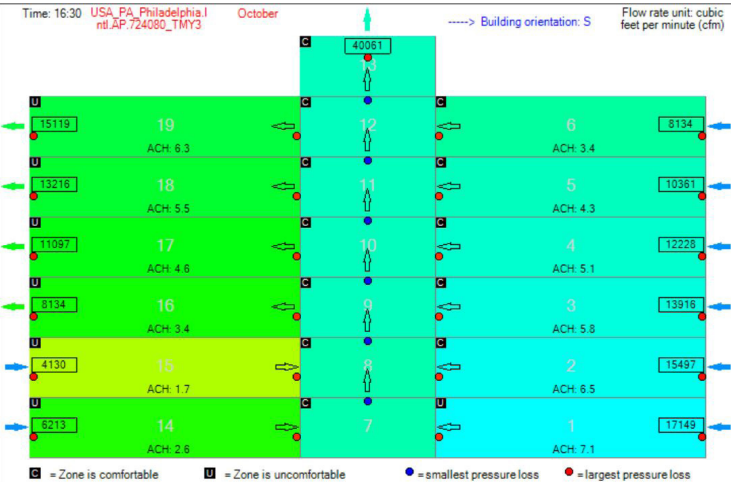 Time: 16:30 USA_PA_Philadelphia.I October -----> Building orientation: S Flow rate unit: cubic
ntl.AP.724080_TMY3 feet per minute (cfm)
C 40061
13
U 15119 19 ACH: 6.3
C 12
C 6 8134 ACH: 3.4
U 13216 18 ACH: 5.5
C 11
C 5 10361 ACH: 4.3
U 11097 17 ACH: 4.6
C 10
C 4 12228 ACH: 5.1
U 8134 16 ACH: 3.4
C 9
C 3 13916 ACH: 5.8
U 4130 15 ACH: 1.7
C 8
C 2 15497 ACH: 6.5
U 6213 14 ACH: 2.6
C 7
U 1 17149 ACH: 7.1
C = Zone is comfortable U = Zone is uncomfortable = smallest pressure loss = largest pressure loss